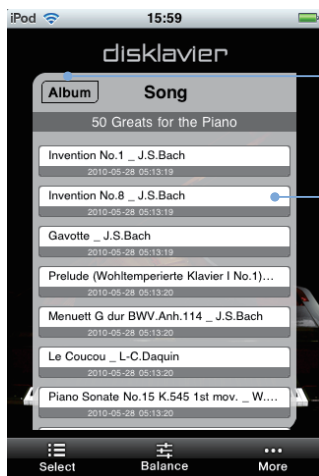 iPod 15:59
disklavier
Album Song
50 Greats for the Piano
Invention No.1 _ J.S.Bach
2010-05-28 05:13:19
Invention No.8 _ J.S.Bach
2010-05-28 05:13:19
Gavotte _ J.S.Bach
2010-05-28 05:13:19
Prelude (Wohltemperierte Klavier I No.1)...
2010-05-28 05:13:20
Menuett G dur BWV.Anh.114 _ J.S.Bach
2010-05-28 05:13:20
Le Coucou _ L-C.Daquin
2010-05-28 05:13:20
Piano Sonate No.15 K.545 1st mov. _ W....
2010-05-28 05:13:20
Select Balance More